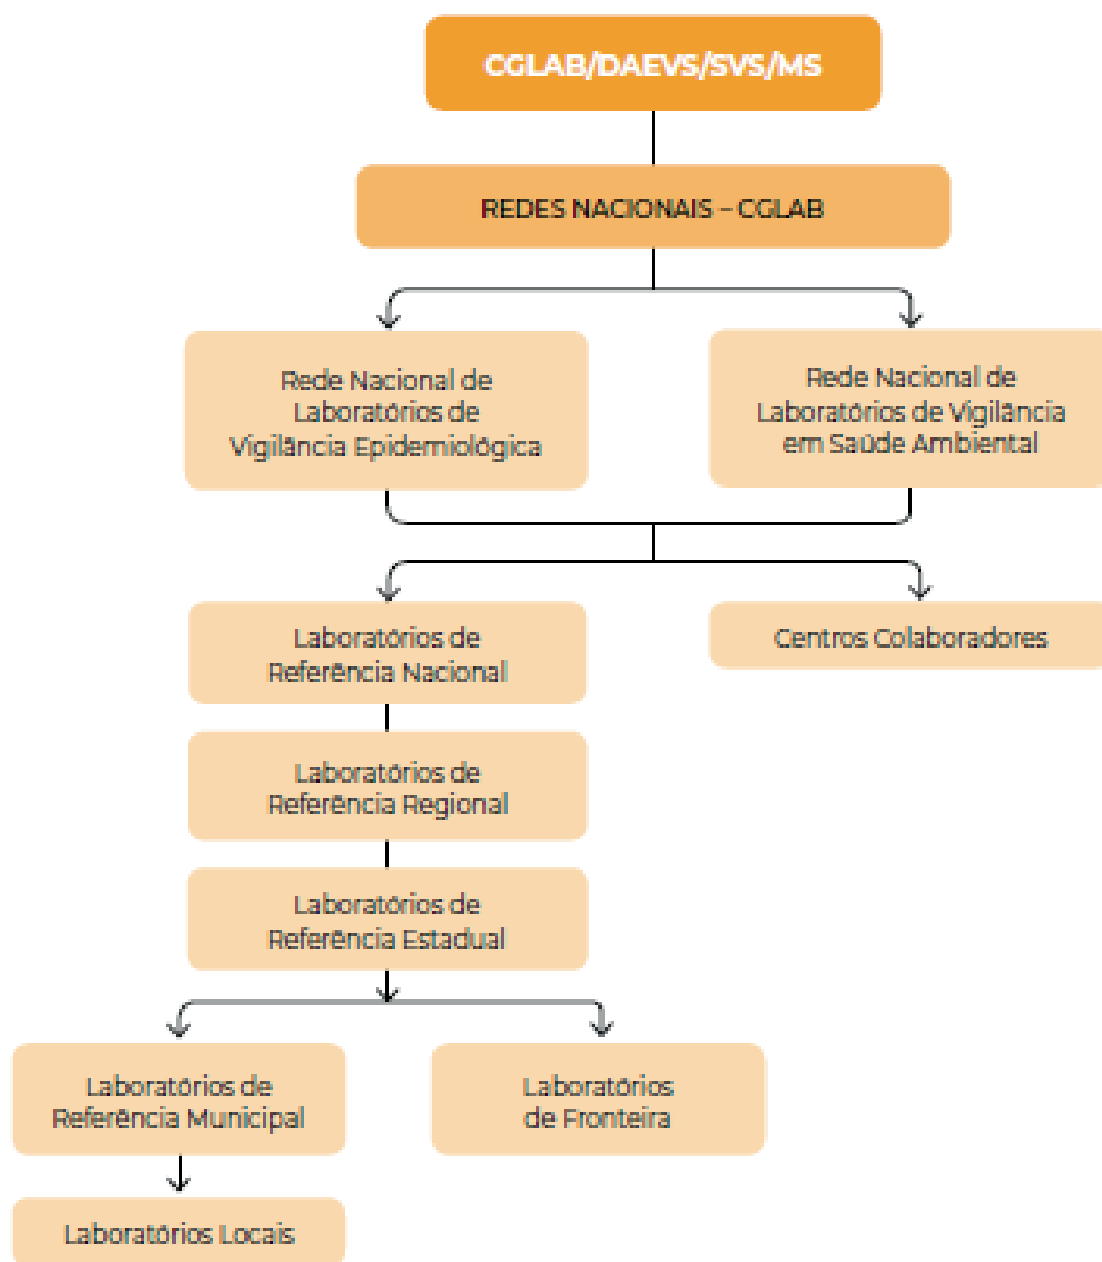 CGLAB/DAEVS/SVS/MS
REDES NACIONAIS – CGLAB
Rede Nacional de
Laboratórios de
Vigilância Epidemiológica
Rede Nacional de
Laboratórios de Vigilância
em Saúde Ambiental
Laboratórios de
Referência Nacional
Centros Colaboradores
Laboratórios de
Referência Regional
Laboratórios de
Referência Estadual
Laboratórios de
Referência Municipal
Laboratórios
de Fronteira
Laboratórios Locais